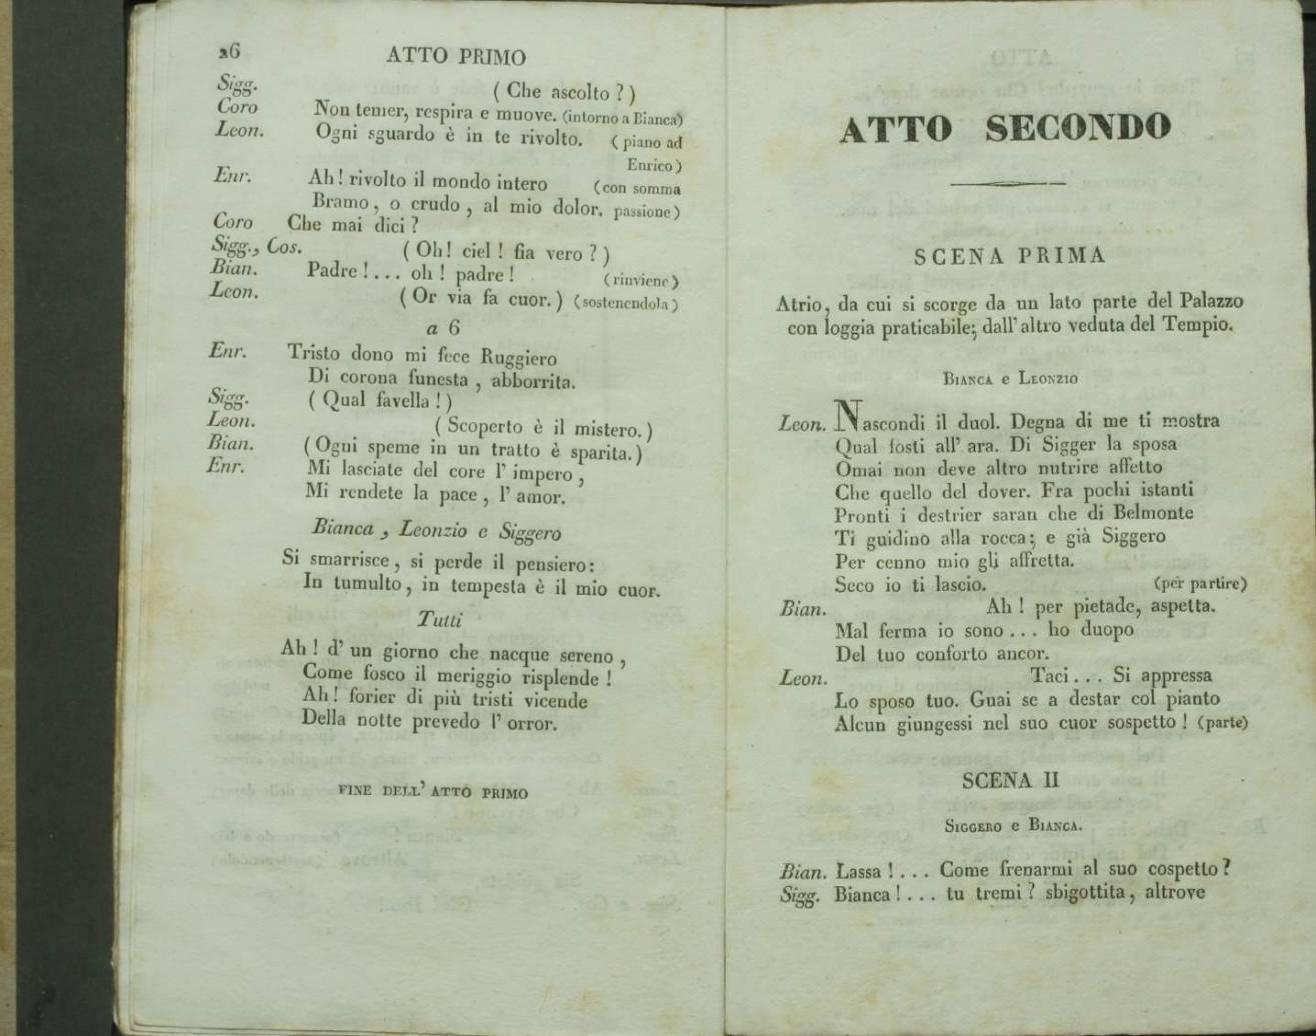 26 ATTO PRIMO
Sigg. ( Che ascolto ? )
Coro Non temer, respira e muove. (intorno a Bianca)
Leon. Ogni sguardo è in te rivolto. ( piano ad
Enrico )
Enr. Ah ! rivolto il mondo intero (con somma
Bramo, o crudo, al mio dolor. passione )
Coro Che mai dici ?
Sigg., Cos. ( Oh ! ciel ! fia vero ? )
Bian. Padre ! ... oh ! padre ! (rinviene)
Leon. ( Or via fa cuor. ) (sostenendola)
a 6
Enr. Tristo dono mi fece Ruggiero
Di corona funesta, abborrita.
Sigg. ( Qual favella ! )
Leon. ( Scoperto è il mistero. )
Bian. ( Ogni speme in un tratto è sparita. )
Enr. Mi lasciate del core l' impero,
Mi rendete la pace, l' amor.
Bianca, Leonzio e Siggero
Si smarrisce, si perde il pensiero :
In tumulto, in tempesta è il mio cuor.
Tutti
Ah ! d' un giorno che nacque sereno,
Come fosco il meriggio risplende !
Ah ! forier di più tristi vicende
Della notte prevedo l' orror.
FINE DELL' ATTO PRIMO
ATTO SECONDO
SCENA PRIMA
Atrio, da cui si scorge da un lato parte del Palazzo
con loggia praticabile; dall' altro veduta del Tempio.
BIANCA e LEONZIO
Leon. Nascondi il duol. Degna di me ti mostra
Qual fosti all' ara. Di Sigger la sposa
Omai non deve altro nutrire affetto
Che quello del dover. Fra pochi istanti
Pronti i destrier saran che di Belmonte
Ti guidino alla rocca; e già Siggero
Per cenno mio gli affretta.
Seco io ti lascio. (per partire)
Bian. Ah ! per pietade, aspetta.
Mal ferma io sono ... ho duopo
Del tuo conforto ancor.
Leon. Taci ... Si appressa
Lo sposo tuo. Guai se a destar col pianto
Alcun giungessi nel suo cuor sospetto ! (parte)
SCENA II
SIGGERO e BIANCA.
Bian. Lassa ! ... Come frenarmi al suo cospetto ?
Sigg. Bianca ! ... tu tremi ? sbigottita, altrove